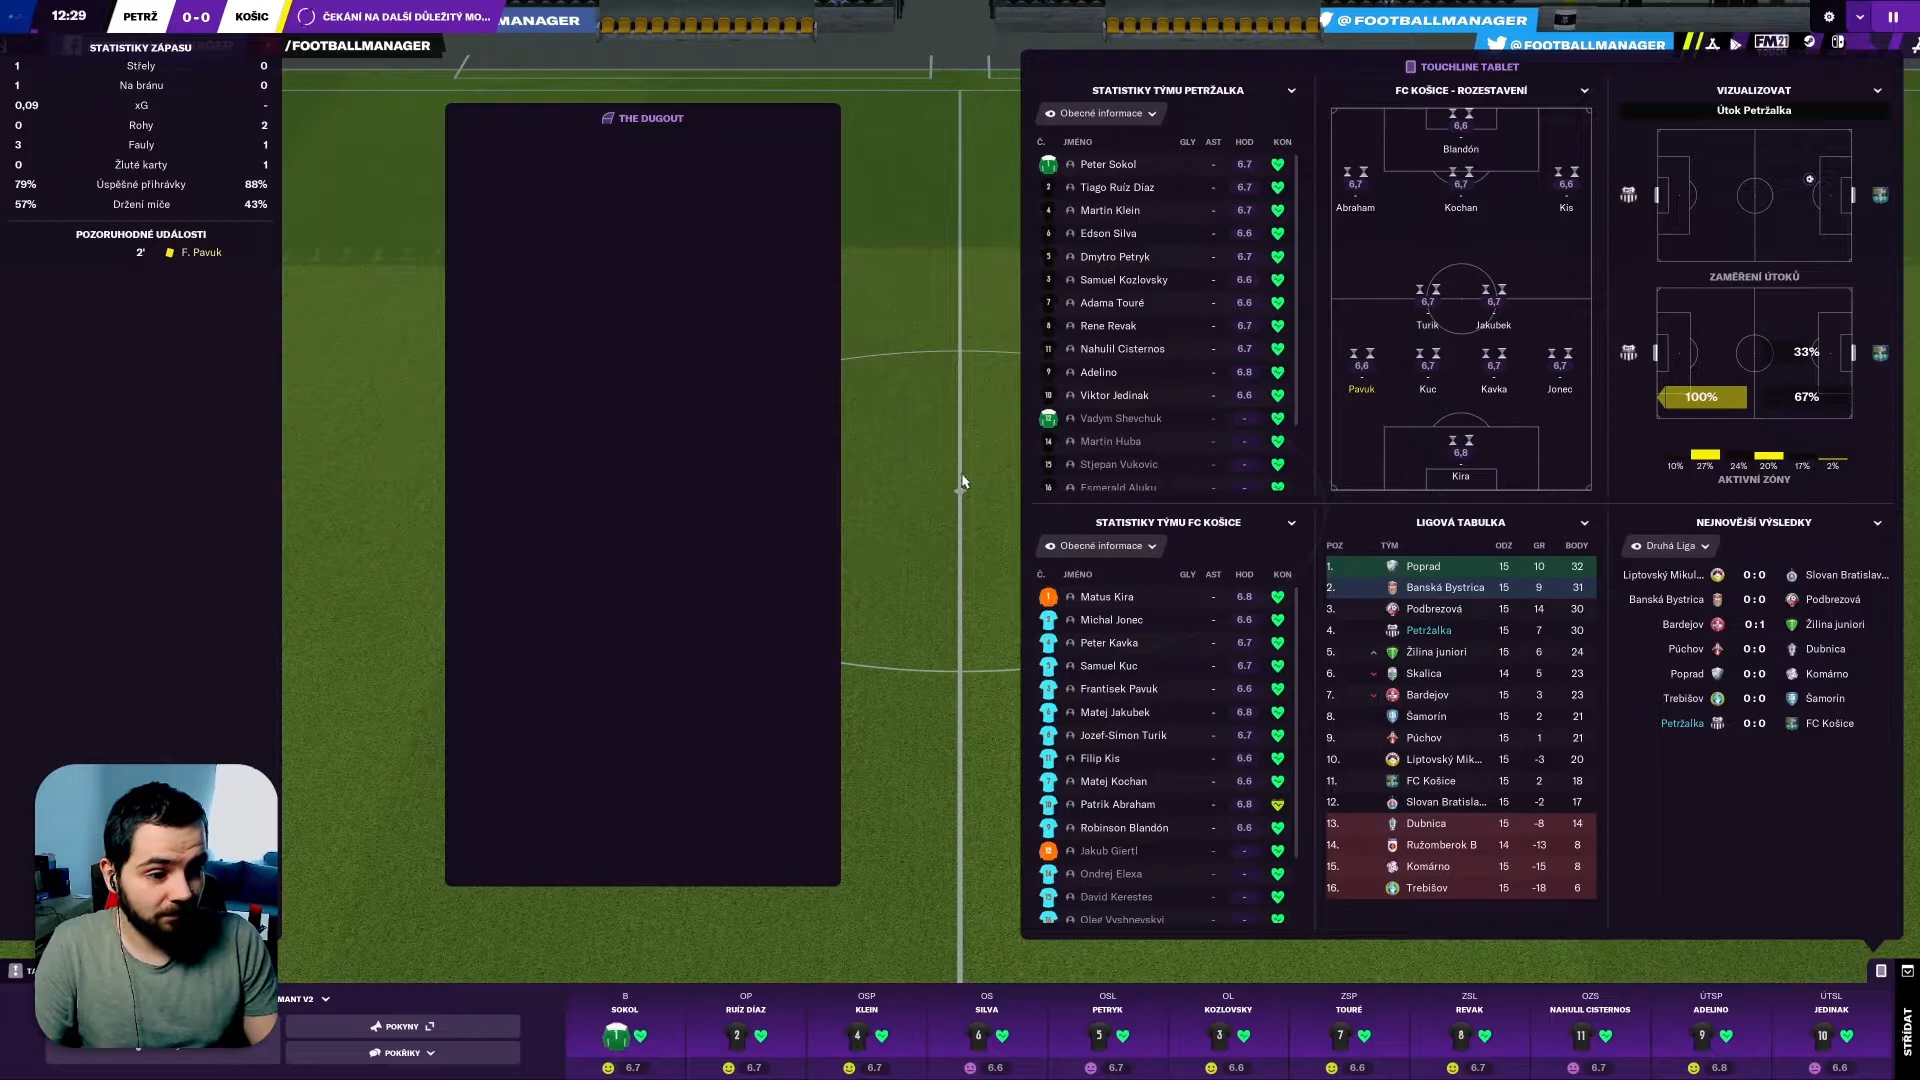 12:29
PETRŽ
0-0
KOŠIC
ČEKÁNÍ NA DALŠÍ DŮLEŽITÝ MO...
MANAGER
@FOOTBALLMANAGER
/FOOTBALLMANAGER
@FOOTBALLMANAGER
FM21
STATISTIKY ZÁPASU
1 Střely 0
1 Na bránu 0
0,09 xG -
0 Rohy 2
3 Fauly 1
0 Žluté karty 1
79% Úspěšné přihrávky 88%
57% Držení míče 43%
POZORUHODNÉ UDÁLOSTI
2' F. Pavuk
THE DUGOUT
TOUCHLINE TABLET
STATISTIKY TÝMU PETRŽALKA
Obecné informace
Č. JMÉNO GLY AST HOD KON
1 Peter Sokol - 6.7
2 Tiago Ruíz Díaz - 6.7
4 Martin Klein - 6.7
6 Edson Silva - 6.6
5 Dmytro Petryk - 6.7
3 Samuel Kozlovsky - 6.6
7 Adama Touré - 6.6
8 Rene Revak - 6.7
11 Nahulil Cisternos - 6.7
9 Adelino - 6.8
10 Viktor Jedinak - 6.6
12 Vadym Shevchuk - -
14 Martin Huba - -
15 Stjepan Vukovic - -
16 Esmerald Aluku - -
FC KOŠICE - ROZESTAVENÍ
6,6
-
Blandón
6,7 6,7 6,6
- - -
Abraham Kochan Kis
6,7 6,7
- -
Turik Jakubek
6,6 6,7 6,7 6,7
- - - -
Pavuk Kuc Kavka Jonec
6,8
-
Kira
VIZUALIZOVAT
Útok Petržalka
ZAMĚŘENÍ ÚTOKŮ
33%
100% 67%
10% 27% 24% 20% 17% 2%
AKTIVNÍ ZÓNY
STATISTIKY TÝMU FC KOŠICE
Obecné informace
Č. JMÉNO GLY AST HOD KON
1 Matus Kira - 6.8
Michal Jonec - 6.6
Peter Kavka - 6.7
Samuel Kuc - 6.7
Frantisek Pavuk - 6.6
Matej Jakubek - 6.8
Jozef-Simon Turik - 6.7
Filip Kis - 6.6
Matej Kochan - 6.6
Patrik Abraham - 6.8
Robinson Blandón - 6.6
12 Jakub Giertl - -
Ondrej Elexa - -
David Kerestes - -
Oleg Vyshnevskyi - -
LIGOVÁ TABULKA
POZ TÝM ODZ GR BODY
1. Poprad 15 10 32
2. Banská Bystrica 15 9 31
3. Podbrezová 15 14 30
4. Petržalka 15 7 30
5. Žilina juniori 15 6 24
6. Skalica 14 5 23
7. Bardejov 15 3 23
8. Šamorín 15 2 21
9. Púchov 15 1 21
10. Liptovský Mik... 15 -3 20
11. FC Košice 15 2 18
12. Slovan Bratisla... 15 -2 17
13. Dubnica 15 -8 14
14. Ružomberok B 14 -13 8
15. Komárno 15 -15 8
16. Trebišov 15 -18 6
NEJNOVĚJŠÍ VÝSLEDKY
Druhá Liga
Liptovský Mikul... 0:0 Slovan Bratislav...
Banská Bystrica 0:0 Podbrezová
Bardejov 0:1 Žilina juniori
Púchov 0:0 Dubnica
Poprad 0:0 Komárno
Trebišov 0:0 Šamorín
Petržalka 0:0 FC Košice
TA
MANT V2
POKYNY
POKŘIKY
B OP OSP OS OSL OL ZSP ZSL OZS ÚTSP ÚTSL
SOKOL RUÍZ DÍAZ KLEIN SILVA PETRYK KOZLOVSKY TOURÉ REVAK NAHULIL CISTERNOS ADELINO JEDINAK
1 2 4 6 5 3 7 8 11 9 10
6.7 6.7 6.7 6.6 6.7 6.6 6.6 6.7 6.7 6.8 6.6
STŘÍDAT